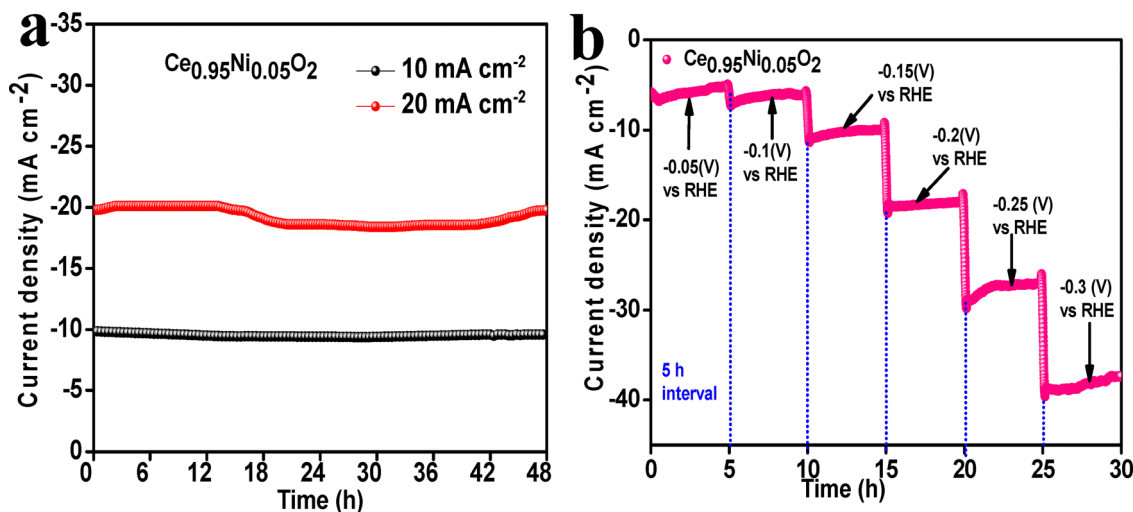 a
Ce0.95Ni0.05O2
10 mA cm-2
20 mA cm-2
Current density (mA cm-2)
-35
-30
-25
-20
-15
-10
-5
0
0 6 12 18 24 30 36 42 48
Time (h)
b
Ce0.95Ni0.05O2
-0.05(V)
vs RHE
-0.1(V)
vs RHE
-0.15(V)
vs RHE
-0.2(V)
vs RHE
-0.25 (V)
vs RHE
-0.3 (V)
vs RHE
5 h
interval
Current density (mA cm-2)
0
-10
-20
-30
-40
0 5 10 15 20 25 30
Time (h)